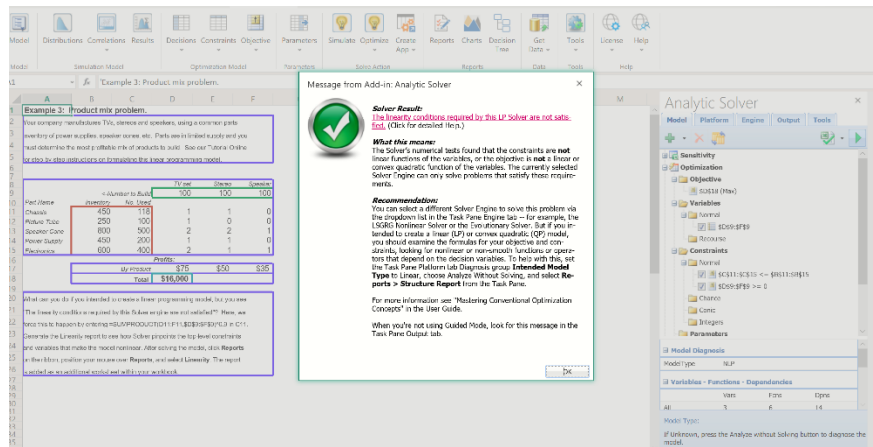 Model Distributions Correlations Results Decisions Constraints Objective Parameters Simulate Optimize Create App Reports Charts Decision Tree Get Data Tools License Help
Model Simulation Model Optimization Model Parameters Solve Action Reports Data Tools Help
A1 fx 'Example 3: Product mix problem.
A B C D E F M
Example 3: Product mix problem.
Your company manufactures TVs, stereos and speakers, using a common parts
inventory of power supplies, speaker cones, etc. Parts are in limited supply and you
must determine the most profitable mix of products to build. See our Tutorial Online
for step by step instructions on formulating the linear programming model.
TV set Stereo Speaker
< Number to Build 100 100 100
Part Name Inventory No. Used
Chassis 450 118 1 1 0
Picture Tube 250 100 1 0 0
Speaker Cone 800 500 2 2 1
Power Supply 450 200 1 1 0
Electronics 600 400 2 1 1
Profits:
By Product $75 $50 $35
Total $16,000
What can you do if you intended to create a linear programming model, but you see
"The linearity conditions required by this Solver engine are not satisfied"? Here, we
force this to happen by entering =SUMPRODUCT(D11:F11,$D$9:$F$9)^0.9 in C11.
Generate the Linearity report to see how Solver pinpoints the top level constraints
and variables that make the model nonlinear. After solving the model, click Reports
on the ribbon, position your mouse over Reports, and select Linearity. The report
is added as an additional worksheet within your workbook.
Message from Add-in: Analytic Solver
Solver Result:
The linearity conditions required by this LP Solver are not satis-
fied. (Click for detailed Help.)
What this means:
The Solver's numerical tests found that the constraints are not
linear functions of the variables, or the objective is not a linear or
convex quadratic function of the variables. The currently selected
Solver Engine can only solve problems that satisfy these require-
ments.
Recommendation:
You can select a different Solver Engine to solve this problem via
the dropdown list in the Task Pane Engine tab -- for example, the
LSGRG Nonlinear Solver or the Evolutionary Solver. But if you in-
tended to create a linear (LP) or convex quadratic (QP) model,
you should examine the formulas for your objective and con-
straints, looking for nonlinear or non-smooth functions or opera-
tors that depend on the decision variables. To help with this, set
the Task Pane Platform tab Diagnosis group Intended Model
Type to Linear, choose Analyze Without Solving, and select Re-
ports > Structure Report from the Task Pane.
For more information see "Mastering Conventional Optimization
Concepts" in the User Guide.
When you're not using Guided Mode, look for this message in the
Task Pane Output tab.
Analytic Solver
Model Platform Engine Output Tools
Sensitivity
Optimization
Objective
$D$18 (Max)
Variables
Normal
$D$9:$F$9
Recourse
Constraints
Normal
$C$11:$C$15 <= $B$11:$B$15
$D$9:$F$9 >= 0
Chance
Conic
Integers
Parameters
Model Diagnosis
ModelType NLP
Variables - Functions - Dependencies
Vars Fcns Dpns
All 3 6 14
Model Type:
If Unknown, press the Analyze without Solving button to diagnose the
model.